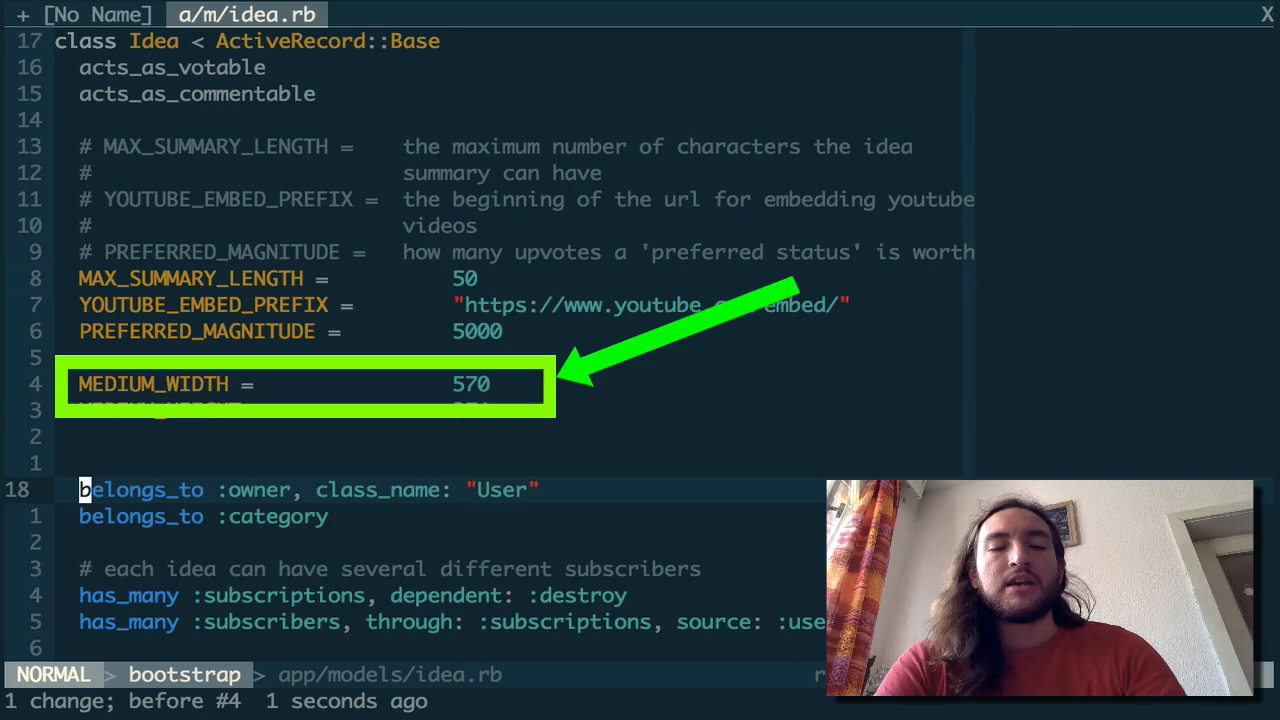 + [No Name] a/m/idea.rb X
17 class Idea < ActiveRecord::Base
16 acts_as_votable
15 acts_as_commentable
14
13 # MAX_SUMMARY_LENGTH = the maximum number of characters the idea
12 # summary can have
11 # YOUTUBE_EMBED_PREFIX = the beginning of the url for embedding youtube
10 # videos
9 # PREFERRED_MAGNITUDE = how many upvotes a 'preferred status' is worth
8 MAX_SUMMARY_LENGTH = 50
7 YOUTUBE_EMBED_PREFIX = "https://www.youtube. embed/"
6 PREFERRED_MAGNITUDE = 5000
5
4 MEDIUM_WIDTH = 570
3
2
1
18 belongs_to :owner, class_name: "User"
1 belongs_to :category
2
3 # each idea can have several different subscribers
4 has_many :subscriptions, dependent: :destroy
5 has_many :subscribers, through: :subscriptions, source: :use
6
NORMAL > bootstrap > app/models/idea.rb r
1 change; before #4 1 seconds ago